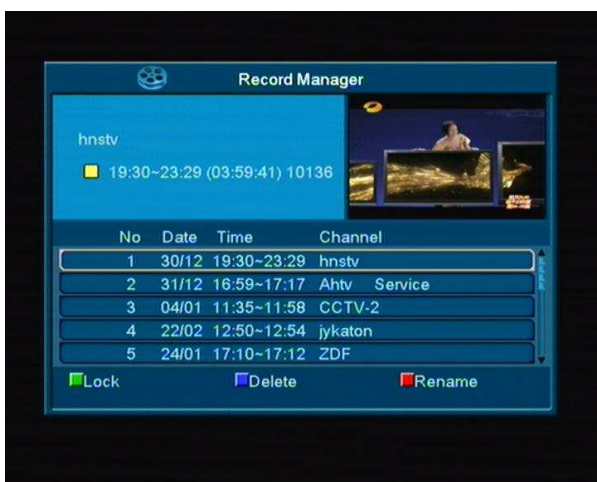 Record Manager
hnstv
19:30~23:29 (03:59:41) 10136
No Date Time Channel
1 30/12 19:30~23:29 hnstv
2 31/12 16:59~17:17 Ahtv Service
3 04/01 11:35~11:58 CCTV-2
4 22/02 12:50~12:54 jykaton
5 24/01 17:10~17:12 ZDF
Lock Delete Rename